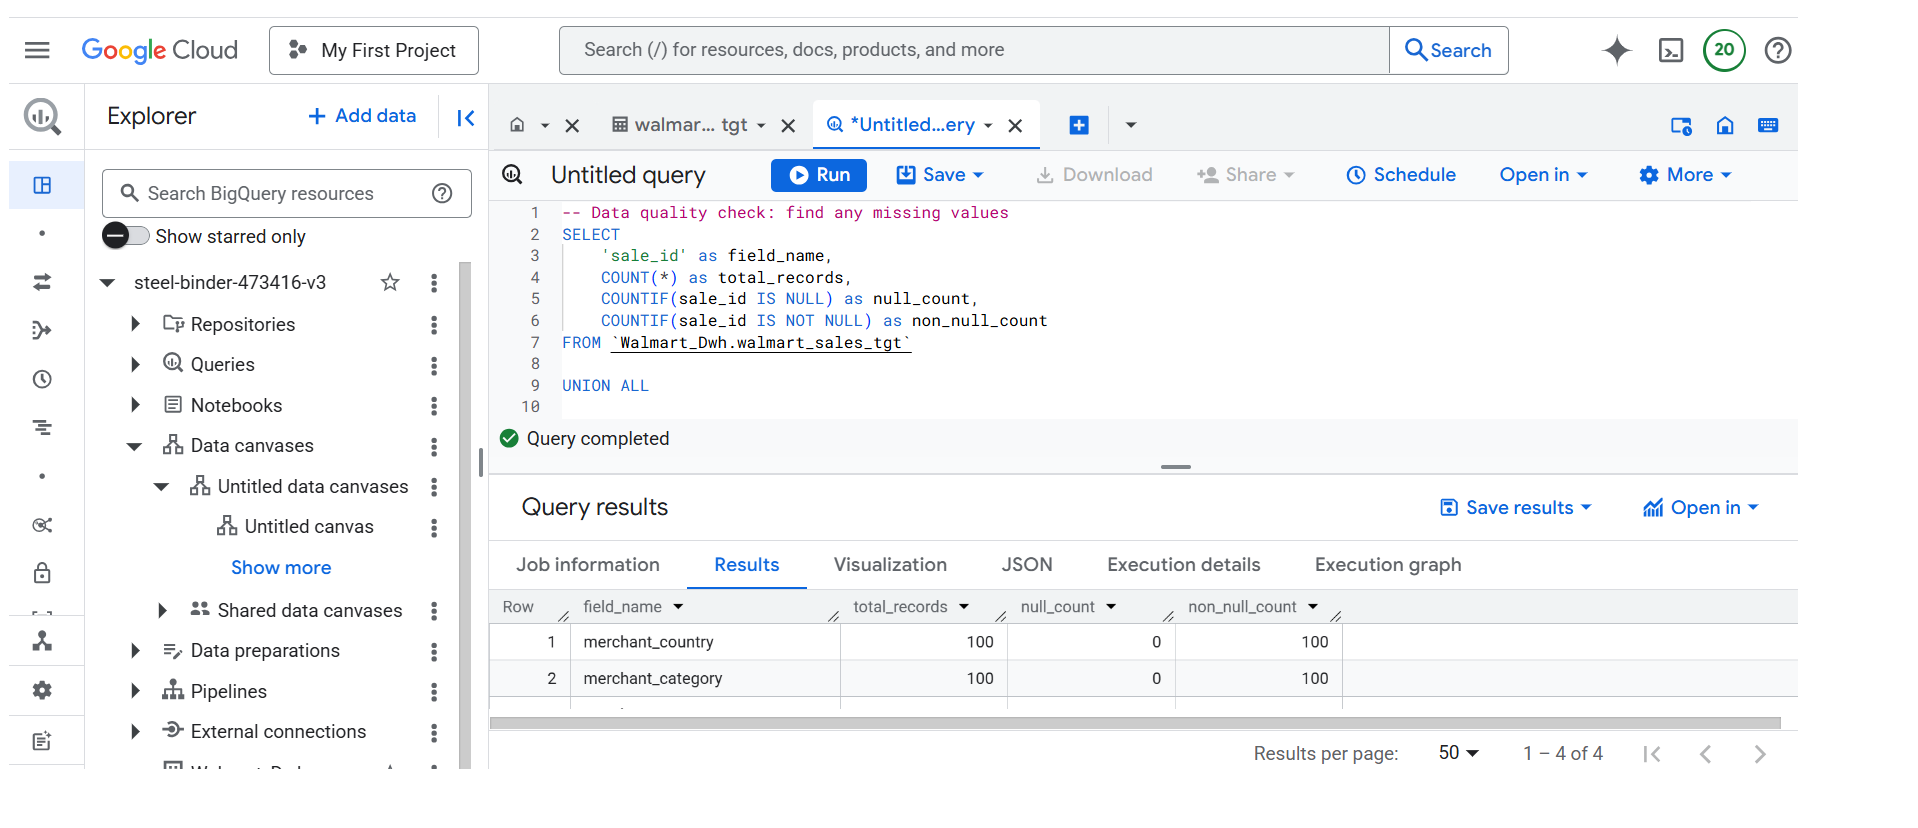 Google Cloud
My First Project
Search (/) for resources, docs, products, and more
Search
20
Explorer
+ Add data
walmar... tgt
*Untitled...ery
Search BigQuery resources
Show starred only
steel-binder-473416-v3
Repositories
Queries
Notebooks
Data canvases
Untitled data canvases
Untitled canvas
Show more
Shared data canvases
Data preparations
Pipelines
External connections
Untitled query
Run
Save
Download
Share
Schedule
Open in
More
1 -- Data quality check: find any missing values
2 SELECT
3 'sale_id' as field_name,
4 COUNT(*) as total_records,
5 COUNTIF(sale_id IS NULL) as null_count,
6 COUNTIF(sale_id IS NOT NULL) as non_null_count
7 FROM `Walmart_Dwh.walmart_sales_tgt`
8
9 UNION ALL
10
Query completed
Query results
Save results
Open in
Job information Results Visualization JSON Execution details Execution graph
Row field_name total_records null_count non_null_count
1 merchant_country 100 0 100
2 merchant_category 100 0 100
Results per page: 50 1 – 4 of 4